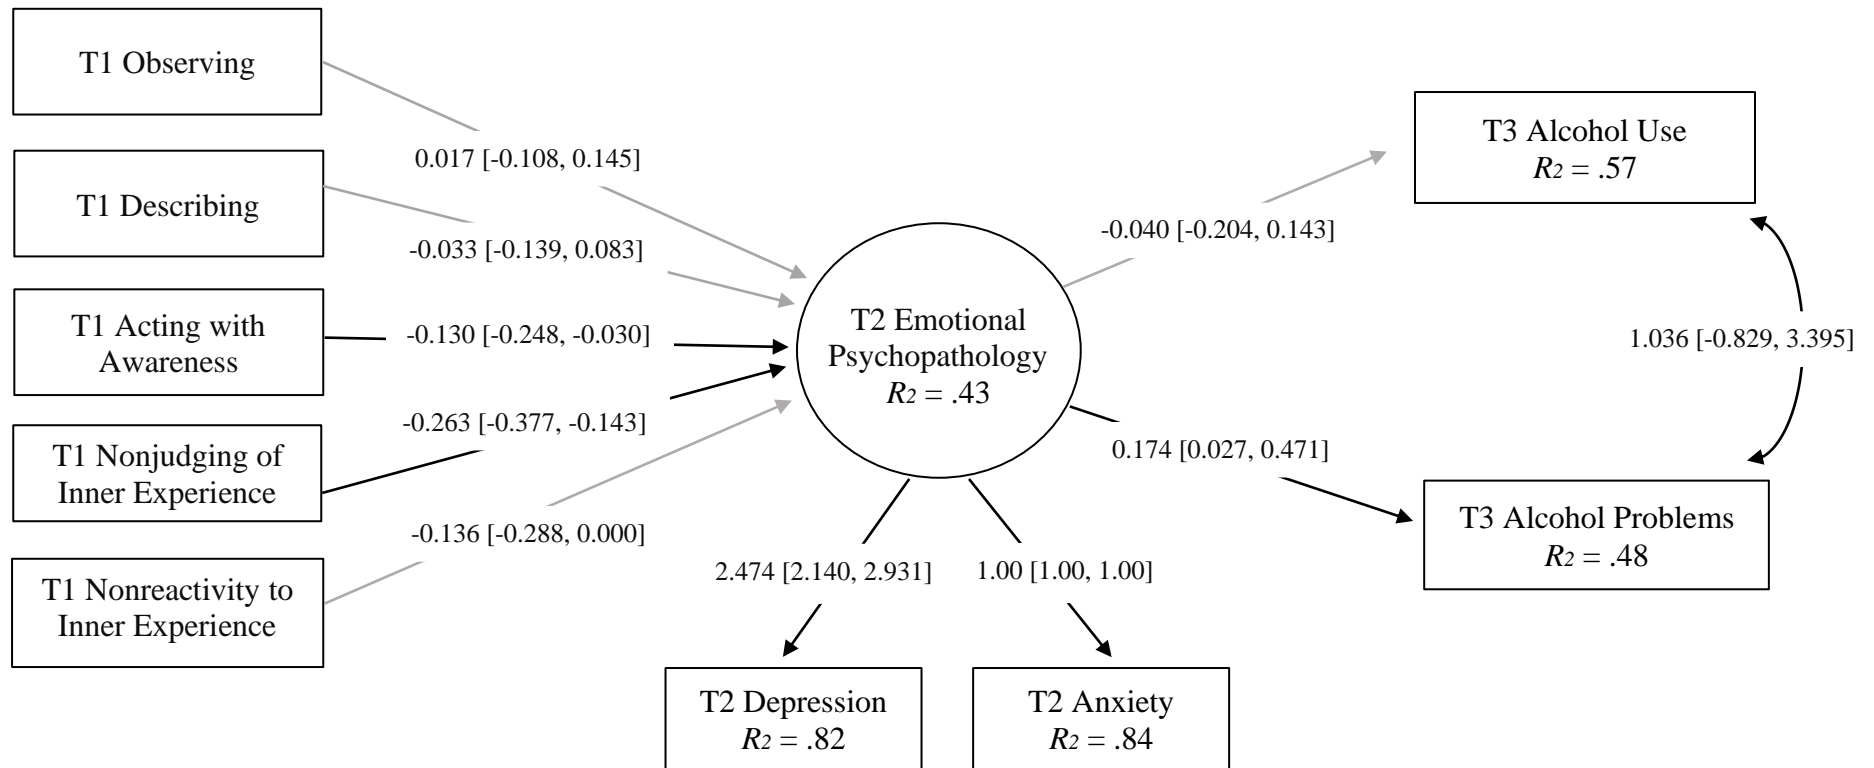 T1 Observing
T1 Describing
T1 Acting with
Awareness
T1 Nonjudging of
Inner Experience
T1 Nonreactivity to
Inner Experience
0.017 [-0.108, 0.145]
-0.033 [-0.139, 0.083]
-0.130 [-0.248, -0.030]
-0.263 [-0.377, -0.143]
-0.136 [-0.288, 0.000]
T2 Emotional
Psychopathology
R2 = .43
2.474 [2.140, 2.931]
1.00 [1.00, 1.00]
T2 Depression
R2 = .82
T2 Anxiety
R2 = .84
-0.040 [-0.204, 0.143]
0.174 [0.027, 0.471]
T3 Alcohol Use
R2 = .57
1.036 [-0.829, 3.395]
T3 Alcohol Problems
R2 = .48